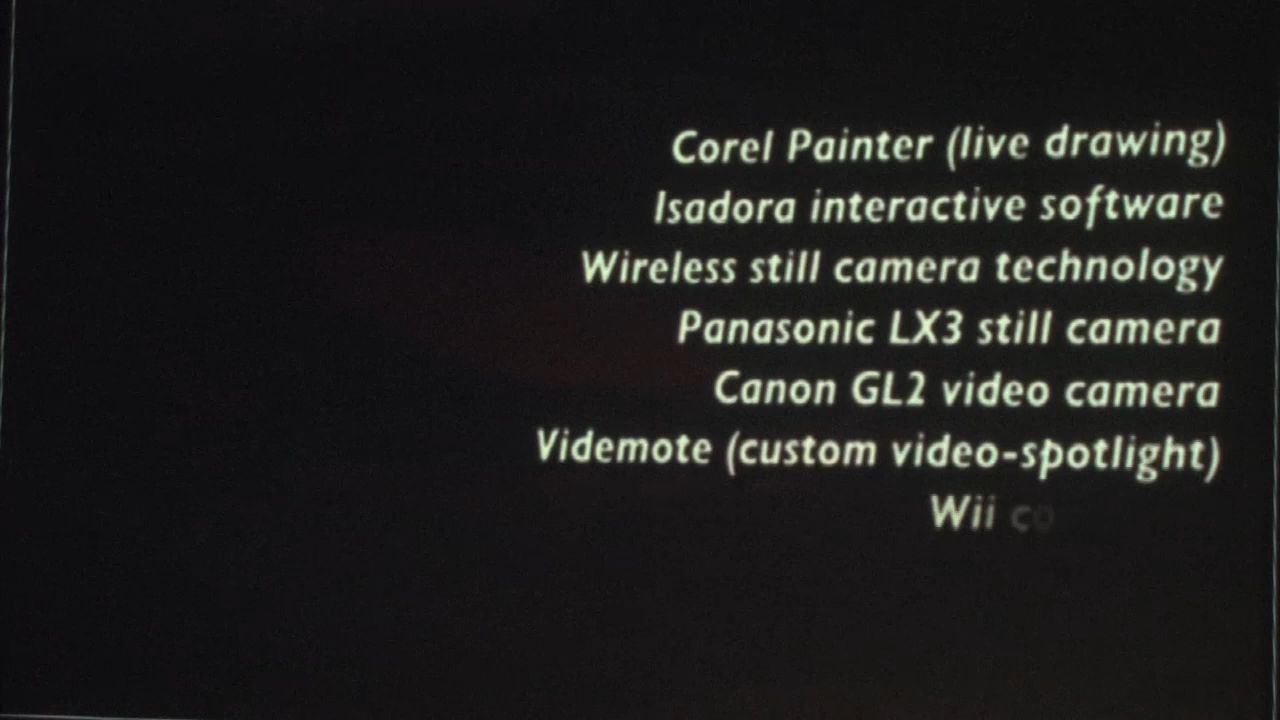 Corel Painter (live drawing)
Isadora interactive software
Wireless still camera technology
Panasonic LX3 still camera
Canon GL2 video camera
Videmote (custom video-spotlight)
Wii co